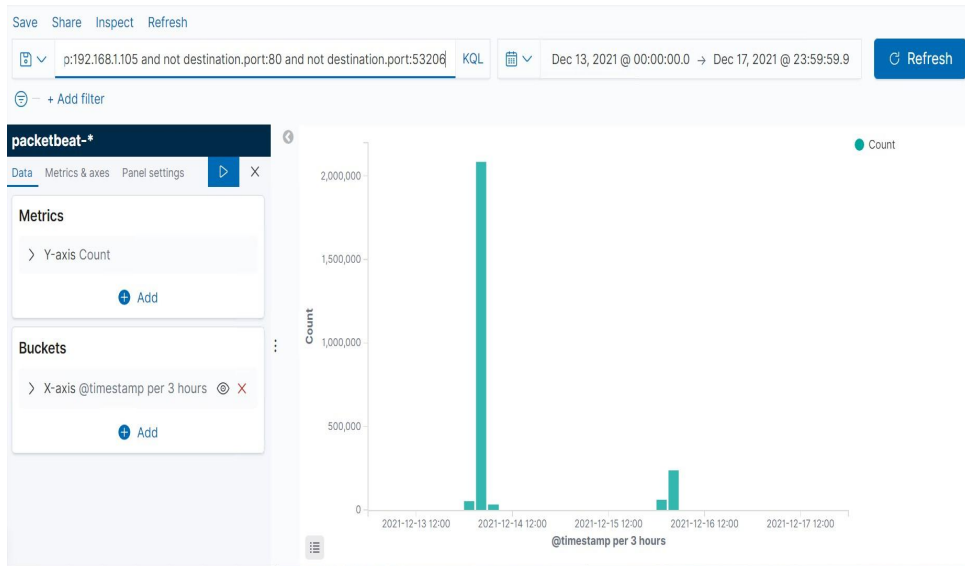 Save Share Inspect Refresh
p:192.168.1.105 and not destination.port:80 and not destination.port:53206 KQL Dec 13, 2021 @ 00:00:00.0 → Dec 17, 2021 @ 23:59:59.9 Refresh
+ Add filter
packetbeat-*
Data Metrics & axes Panel settings
Metrics
Y-axis Count
Add
Buckets
X-axis @timestamp per 3 hours
Add
Count
2,000,000
1,500,000
1,000,000
500,000
0
Count
2021-12-13 12:00 2021-12-14 12:00 2021-12-15 12:00 2021-12-16 12:00 2021-12-17 12:00
@timestamp per 3 hours